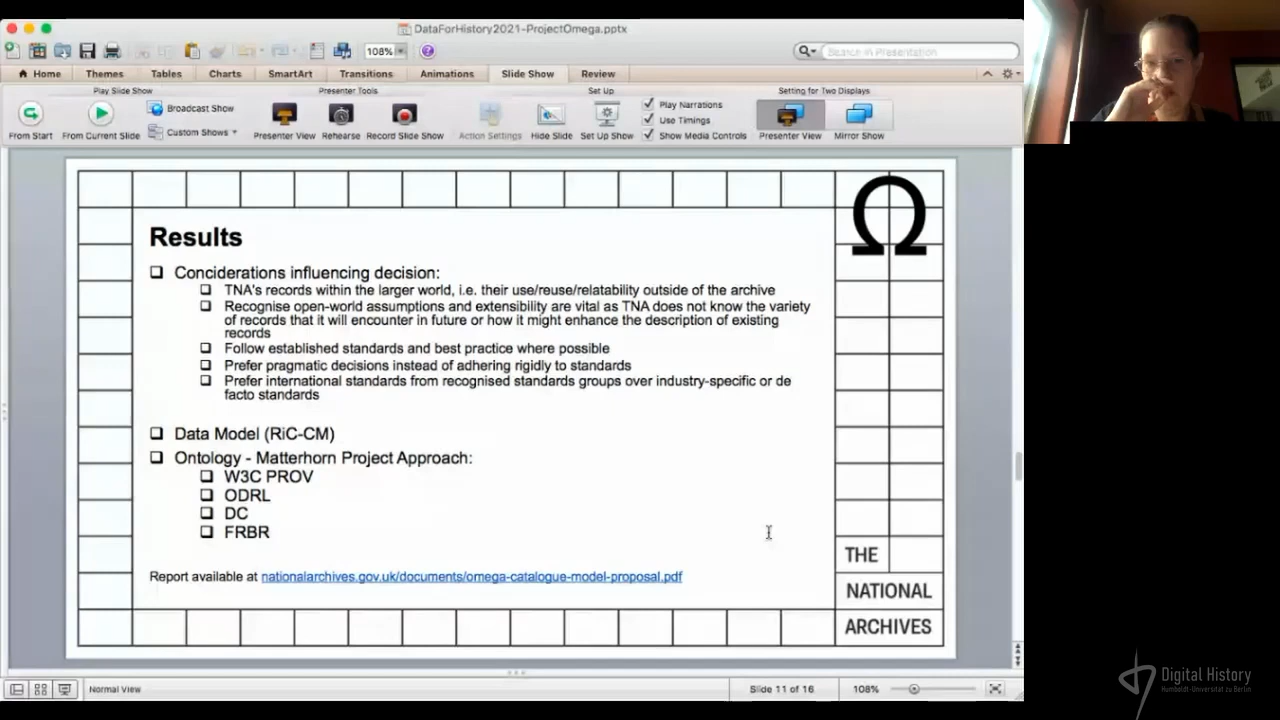 DataForHistory2021-ProjectOmega.pptx
108%
Search in Presentation
Home
Themes
Tables
Charts
SmartArt
Transitions
Animations
Slide Show
Review
Play Slide Show
Presenter Tools
Set Up
Setting for Two Displays
From Start
From Current Slide
Broadcast Show
Custom Shows
Presenter View
Rehearse
Record Slide Show
Action Settings
Hide Slide
Set Up Show
Play Narrations
Use Timings
Show Media Controls
Presenter View
Mirror Show
Ω
Results
Conciderations influencing decision:
TNA's records within the larger world, i.e. their use/reuse/relatability outside of the archive
Recognise open-world assumptions and extensibility are vital as TNA does not know the variety
of records that it will encounter in future or how it might enhance the description of existing
records
Follow established standards and best practice where possible
Prefer pragmatic decisions instead of adhering rigidly to standards
Prefer international standards from recognised standards groups over industry-specific or de
facto standards
Data Model (RiC-CM)
Ontology - Matterhorn Project Approach:
W3C PROV
ODRL
DC
FRBR
Report available at nationalarchives.gov.uk/documents/omega-catalogue-model-proposal.pdf
THE
NATIONAL
ARCHIVES
Normal View
Slide 11 of 16
108%
Digital History
Humboldt-Universität zu Berlin